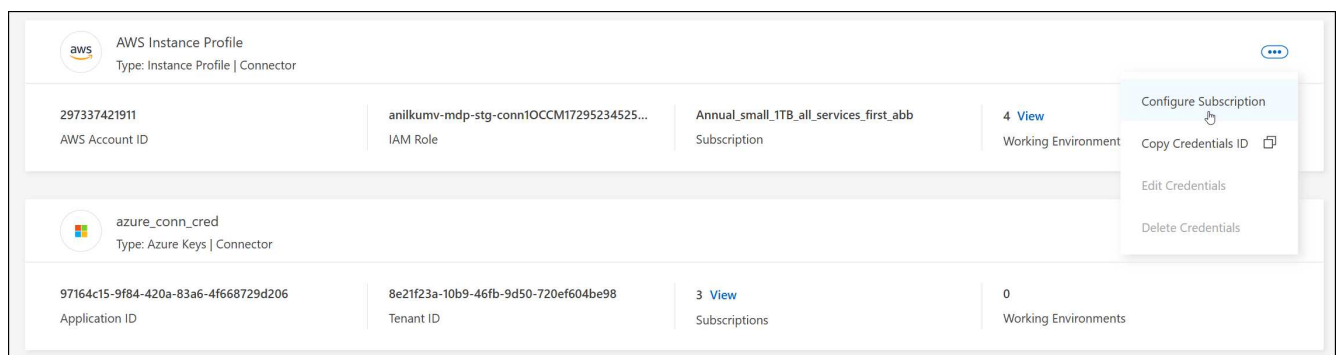 aws
AWS Instance Profile
Type: Instance Profile | Connector
297337421911
AWS Account ID
anilkumv-mdp-stg-conn1OCCM17295234525...
IAM Role
Annual_small_1TB_all_services_first_abb
Subscription
4 View
Working Environment
Configure Subscription
Copy Credentials ID
Edit Credentials
Delete Credentials
azure_conn_cred
Type: Azure Keys | Connector
97164c15-9f84-420a-83a6-4f668729d206
Application ID
8e21f23a-10b9-46fb-9d50-720ef604be98
Tenant ID
3 View
Subscriptions
0
Working Environments